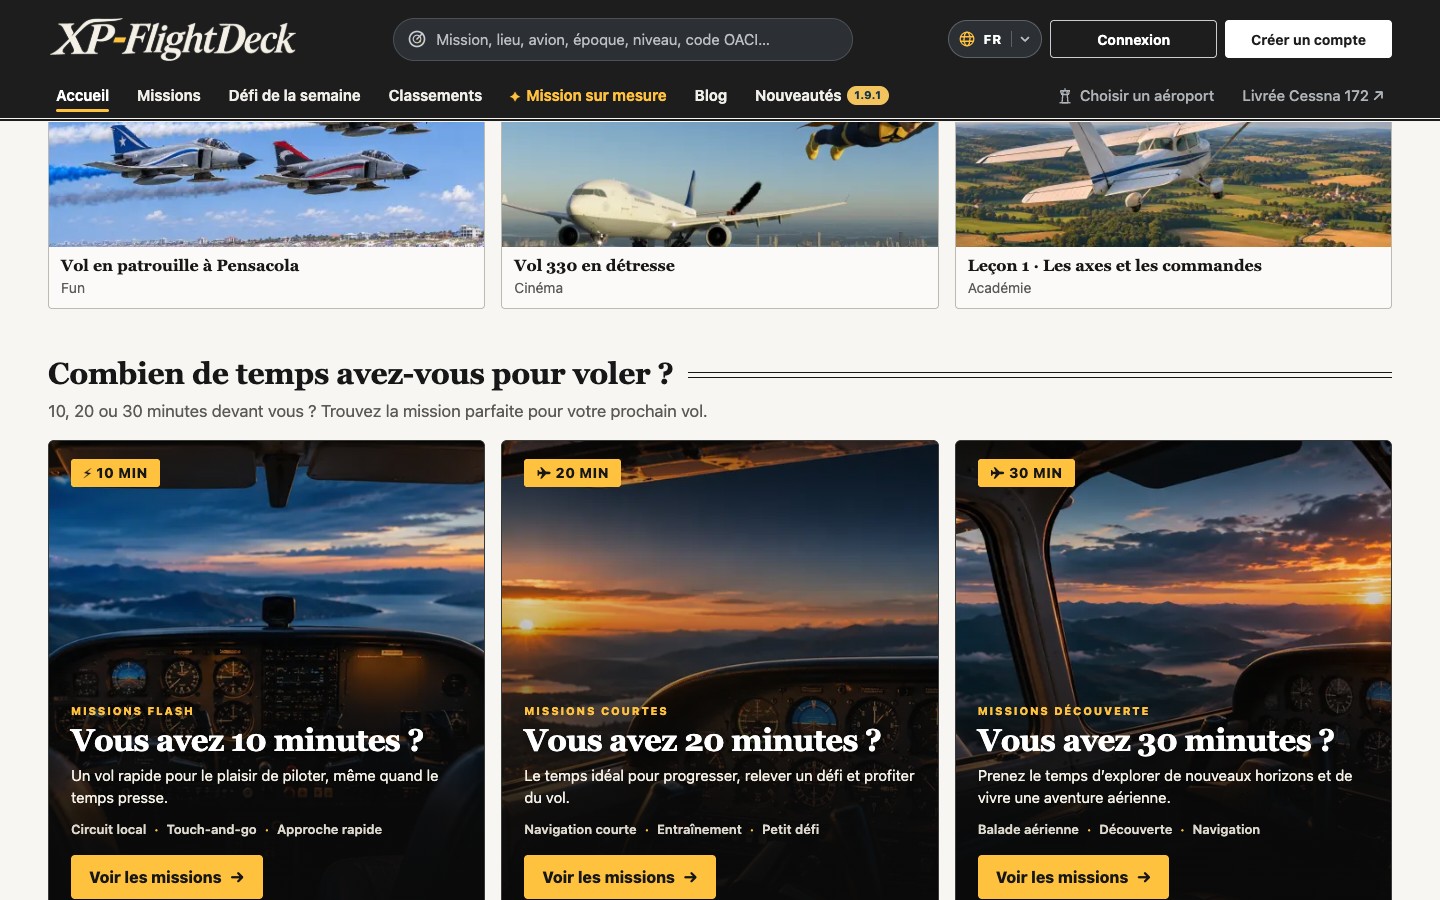 XP-FlightDeck
Mission, lieu, avion, époque, niveau, code OACI...
FR
Connexion
Créer un compte
Accueil
Missions
Défi de la semaine
Classements
Mission sur mesure
Blog
Nouveautés 1.9.1
Choisir un aéroport
Livrée Cessna 172 ↗
Vol en patrouille à Pensacola
Fun
Vol 330 en détresse
Cinéma
Leçon 1 · Les axes et les commandes
Académie
Combien de temps avez-vous pour voler ?
10, 20 ou 30 minutes devant vous ? Trouvez la mission parfaite pour votre prochain vol.
⚡ 10 MIN
MISSIONS FLASH
Vous avez 10 minutes ?
Un vol rapide pour le plaisir de piloter, même quand le
temps presse.
Circuit local · Touch-and-go · Approche rapide
Voir les missions →
✈ 20 MIN
MISSIONS COURTES
Vous avez 20 minutes ?
Le temps idéal pour progresser, relever un défi et profiter
du vol.
Navigation courte · Entraînement · Petit défi
Voir les missions →
✈ 30 MIN
MISSIONS DÉCOUVERTE
Vous avez 30 minutes ?
Prenez le temps d’explorer de nouveaux horizons et de
vivre une aventure aérienne.
Balade aérienne · Découverte · Navigation
Voir les missions →